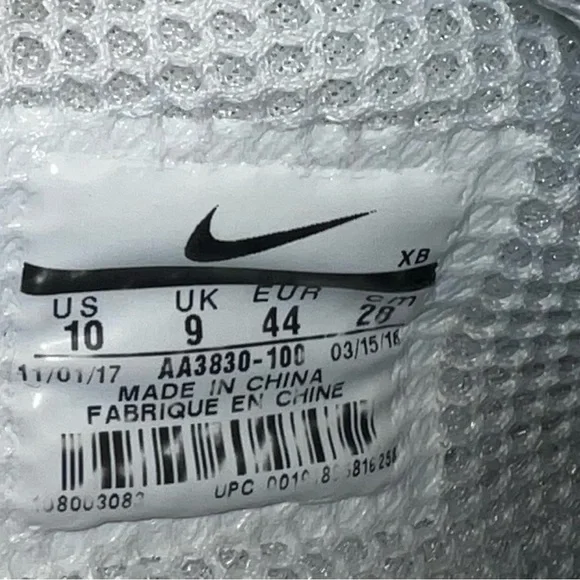 XB
US UK EUR cm
10 9 44 28
11/01/17 AA3830-100 03/15/18
MADE IN CHINA
FABRIQUE EN CHINE
UPC